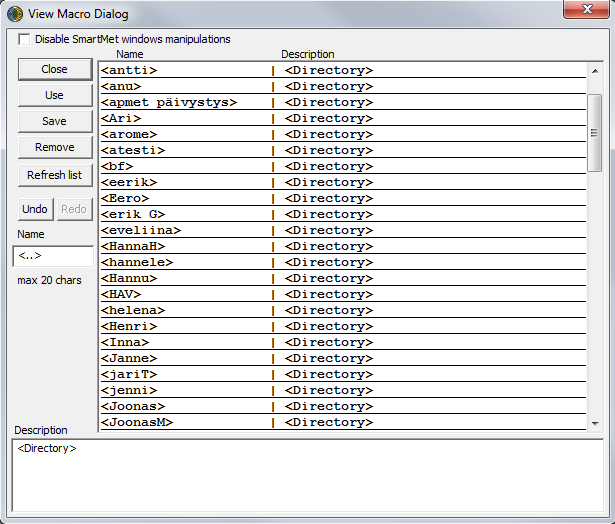 View Macro Dialog
Disable SmartMet windows manipulations
Name Description
Close
Use
Save
Remove
Refresh list
Undo Redo
Name
<..>
max 20 chars
<antti> | <Directory>
<anu> | <Directory>
<apmet päivystys> | <Directory>
<Ari> | <Directory>
<arome> | <Directory>
<atesti> | <Directory>
<bf> | <Directory>
<eerik> | <Directory>
<Eero> | <Directory>
<erik G> | <Directory>
<eveliina> | <Directory>
<HannaH> | <Directory>
<hannele> | <Directory>
<Hannu> | <Directory>
<HAV> | <Directory>
<helena> | <Directory>
<Henri> | <Directory>
<Inna> | <Directory>
<Janne> | <Directory>
<jariT> | <Directory>
<jenni> | <Directory>
<Joonas> | <Directory>
<JoonasM> | <Directory>
Description
<Directory>